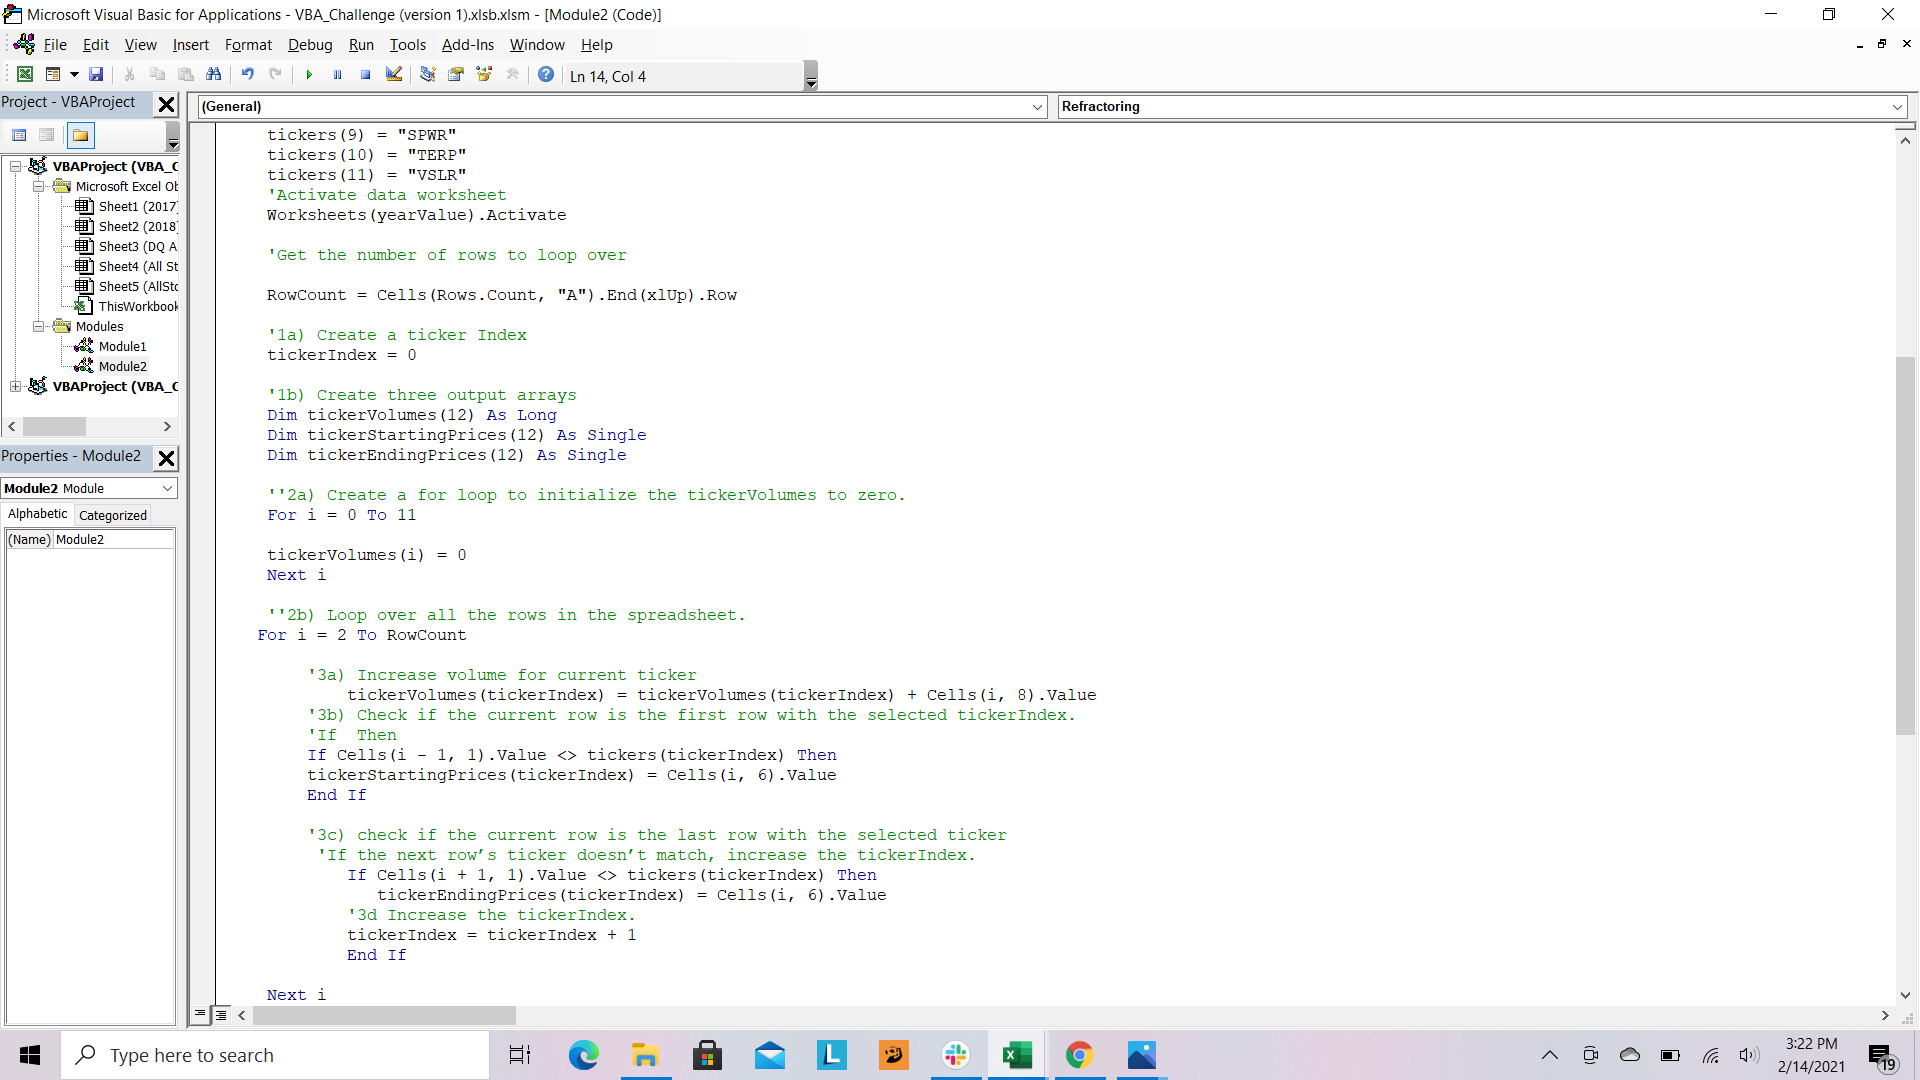 Microsoft Visual Basic for Applications - VBA_Challenge (version 1).xlsb.xlsm - [Module2 (Code)]
File Edit View Insert Format Debug Run Tools Add-Ins Window Help
Ln 14, Col 4
Project - VBAProject
VBAProject (VBA_C
Microsoft Excel Ob
Sheet1 (2017)
Sheet2 (2018)
Sheet3 (DQ A
Sheet4 (All St
Sheet5 (AllSto
ThisWorkbook
Modules
Module1
Module2
VBAProject (VBA_C
Properties - Module2
Module2 Module
Alphabetic Categorized
(Name) Module2
(General) Refractoring
tickers(9) = "SPWR"
tickers(10) = "TERP"
tickers(11) = "VSLR"
'Activate data worksheet
Worksheets(yearValue).Activate
'Get the number of rows to loop over
RowCount = Cells(Rows.Count, "A").End(xlUp).Row
'1a) Create a ticker Index
tickerIndex = 0
'1b) Create three output arrays
Dim tickerVolumes(12) As Long
Dim tickerStartingPrices(12) As Single
Dim tickerEndingPrices(12) As Single
''2a) Create a for loop to initialize the tickerVolumes to zero.
For i = 0 To 11
tickerVolumes(i) = 0
Next i
''2b) Loop over all the rows in the spreadsheet.
For i = 2 To RowCount
'3a) Increase volume for current ticker
tickerVolumes(tickerIndex) = tickerVolumes(tickerIndex) + Cells(i, 8).Value
'3b) Check if the current row is the first row with the selected tickerIndex.
'If  Then
If Cells(i - 1, 1).Value <> tickers(tickerIndex) Then
tickerStartingPrices(tickerIndex) = Cells(i, 6).Value
End If
'3c) check if the current row is the last row with the selected ticker
'If the next row’s ticker doesn’t match, increase the tickerIndex.
If Cells(i + 1, 1).Value <> tickers(tickerIndex) Then
tickerEndingPrices(tickerIndex) = Cells(i, 6).Value
'3d Increase the tickerIndex.
tickerIndex = tickerIndex + 1
End If
Next i
Type here to search
L
3:22 PM
2/14/2021
19